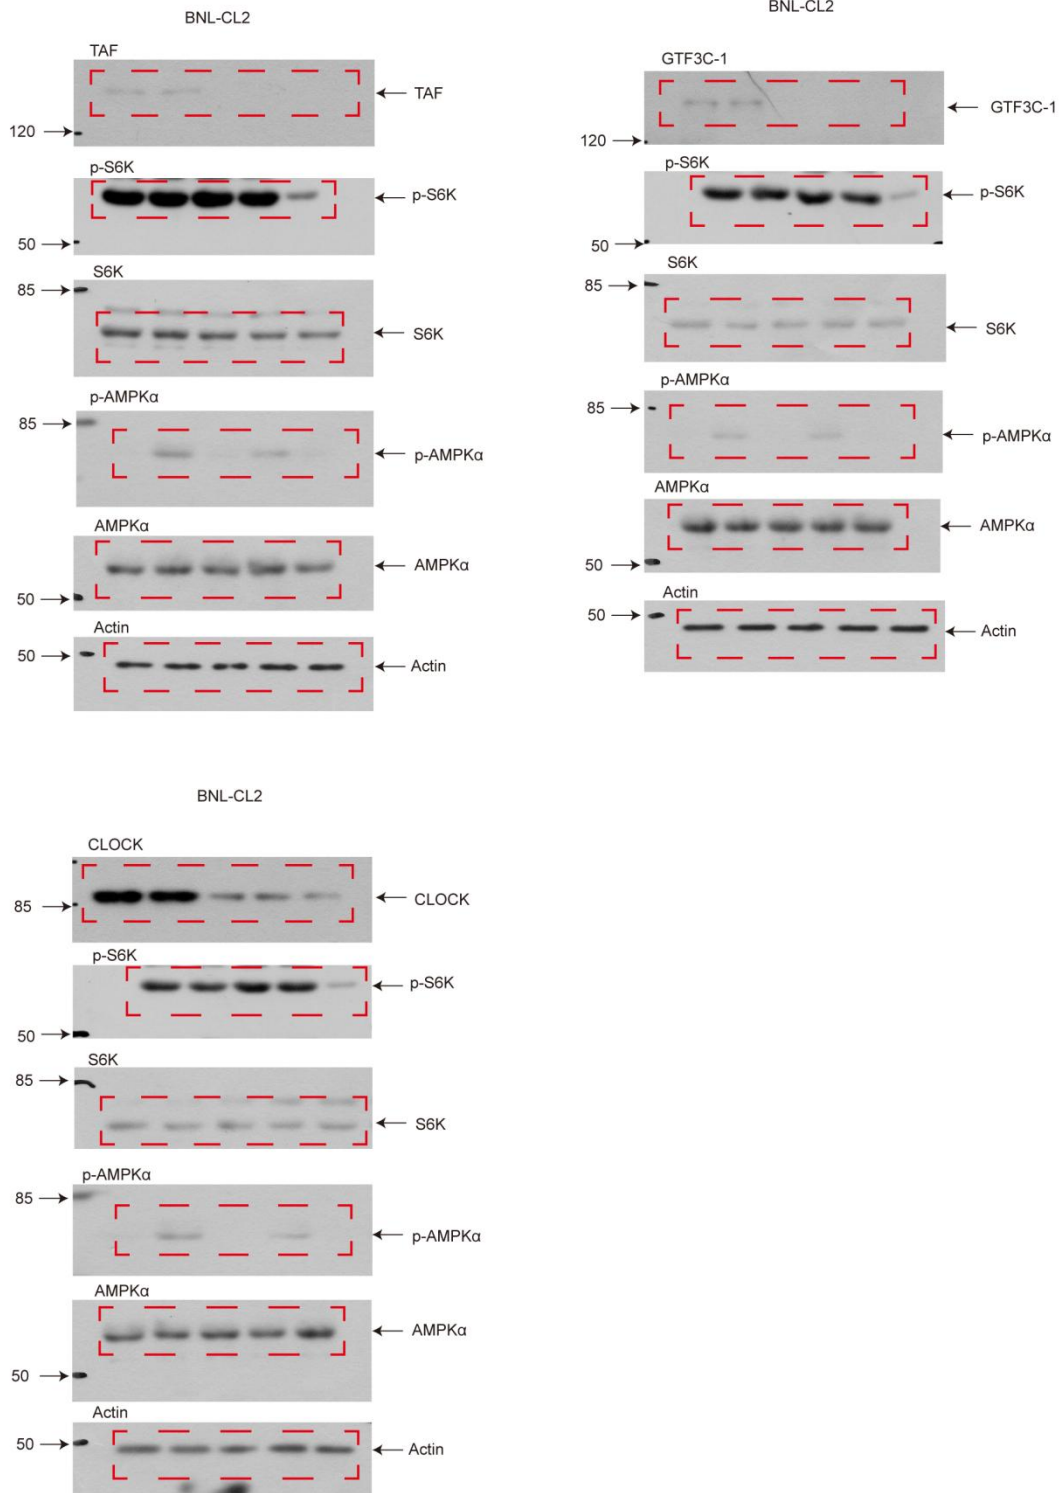 BNL-CL2
TAF
TAF
120
p-S6K
p-S6K
50
S6K
85
S6K
p-AMPKα
85
p-AMPKα
AMPKα
AMPKα
50
Actin
50
Actin
BNL-CL2
GTF3C-1
GTF3C-1
120
p-S6K
p-S6K
50
S6K
85
S6K
p-AMPKα
85
p-AMPKα
AMPKα
AMPKα
50
Actin
50
Actin
BNL-CL2
CLOCK
CLOCK
85
p-S6K
p-S6K
50
S6K
85
S6K
p-AMPKα
85
p-AMPKα
AMPKα
AMPKα
50
Actin
50
Actin